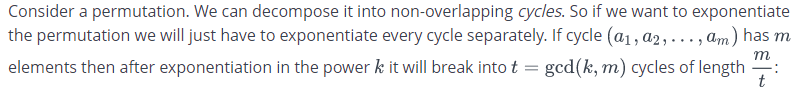 Consider a permutation. We can decompose it into non-overlapping cycles. So if we want to exponentiate
the permutation we will just have to exponentiate every cycle separately. If cycle (a₁, a₂, . . . , aₘ) has m
elements then after exponentiation in the power k it will break into t = gcd(k, m) cycles of length m/t: